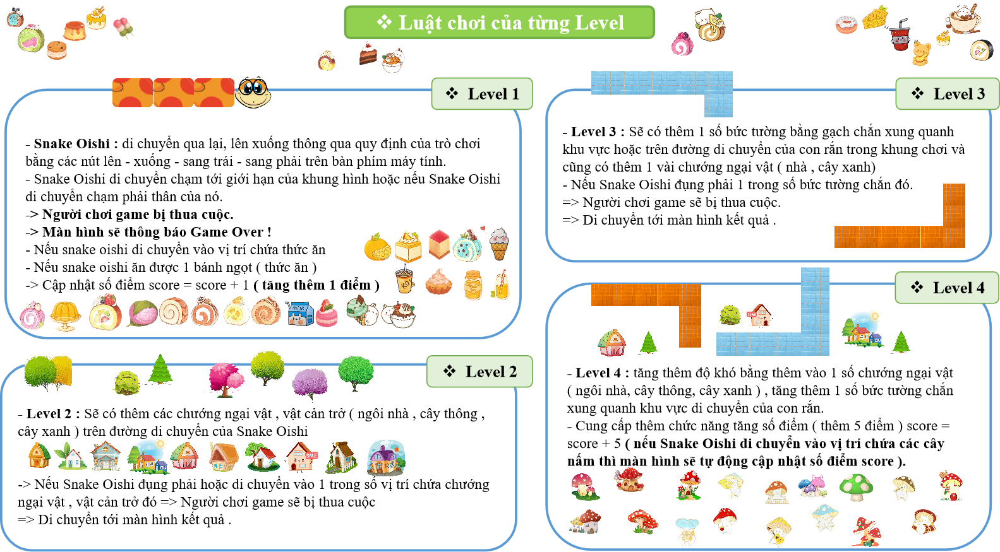 ❖ Luật chơi của từng Level
❖ Level 1
- Snake Oishi : di chuyển qua lại, lên xuống thông qua quy định của trò chơi
bằng các nút lên - xuống - sang trái - sang phải trên bàn phím máy tính.
- Snake Oishi di chuyển chạm tới giới hạn của khung hình hoặc nếu Snake Oishi
di chuyển chạm phải thân của nó.
-> Người chơi game bị thua cuộc.
-> Màn hình sẽ thông báo Game Over !
- Nếu snake oishi di chuyển vào vị trí chứa thức ăn
- Nếu snake oishi ăn được 1 bánh ngọt ( thức ăn )
-> Cập nhật số điểm score = score + 1 ( tăng thêm 1 điểm )
MILK
❖ Level 2
- Level 2 : Sẽ có thêm các chướng ngại vật , vật cản trở ( ngôi nhà , cây thông ,
cây xanh ) trên đường di chuyển của Snake Oishi
SALE
-> Nếu Snake Oishi đụng phải hoặc di chuyển vào 1 trong số vị trí chứa chướng
ngại vật , vật cản trở đó => Người chơi game sẽ bị thua cuộc
=> Di chuyển tới màn hình kết quả .
❖ Level 3
- Level 3 : Sẽ có thêm 1 số bức tường bằng gạch chắn xung quanh
khu vực hoặc trên đường di chuyển của con rắn trong khung chơi và
cũng có thêm 1 vài chướng ngại vật ( nhà , cây xanh)
- Nếu Snake Oishi đụng phải 1 trong số bức tường chắn đó.
=> Người chơi game sẽ bị thua cuộc.
=> Di chuyển tới màn hình kết quả .
❖ Level 4
SALE
- Level 4 : tăng thêm độ khó bằng thêm vào 1 số chướng ngại vật
( ngôi nhà, cây thông, cây xanh ) , tăng thêm 1 số bức tường chắn
xung quanh khu vực di chuyển của con rắn.
- Cung cấp thêm chức năng tăng số điểm ( thêm 5 điểm ) score =
score + 5 ( nếu Snake Oishi di chuyển vào vị trí chứa các cây
nấm thì màn hình sẽ tự động cập nhật số điểm score ).